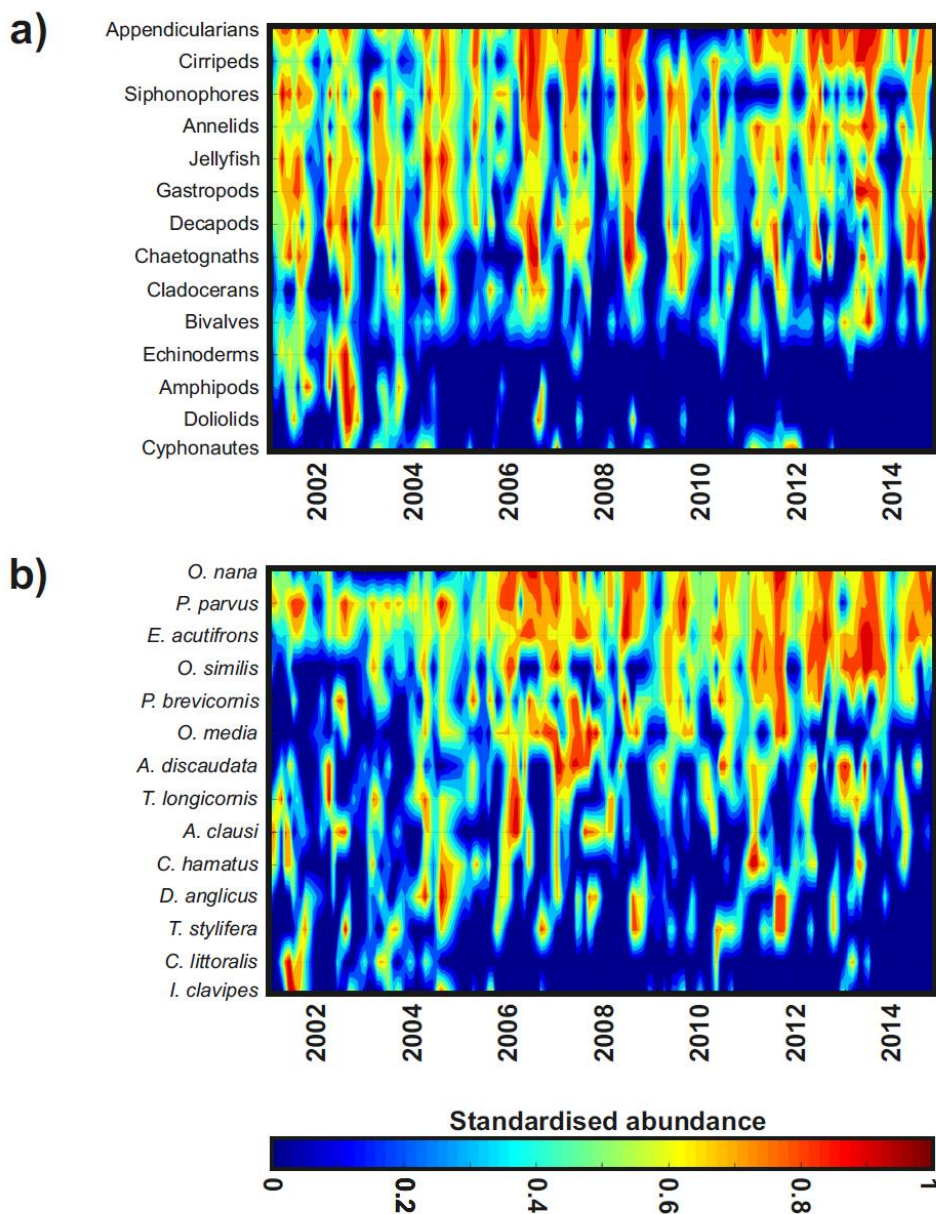 a)
Appendicularians
Cirripeds
Siphonophores
Annelids
Jellyfish
Gastropods
Decapods
Chaetognaths
Cladocerans
Bivalves
Echinoderms
Amphipods
Doliolids
Cyphonautes
2002 2004 2006 2008 2010 2012 2014
b)
O. nana
P. parvus
E. acutifrons
O. similis
P. brevicornis
O. media
A. discaudata
T. longicornis
A. clausi
C. hamatus
D. anglicus
T. stylifera
C. littoralis
I. clavipes
2002 2004 2006 2008 2010 2012 2014
Standardised abundance
0 0.2 0.4 0.6 0.8 1